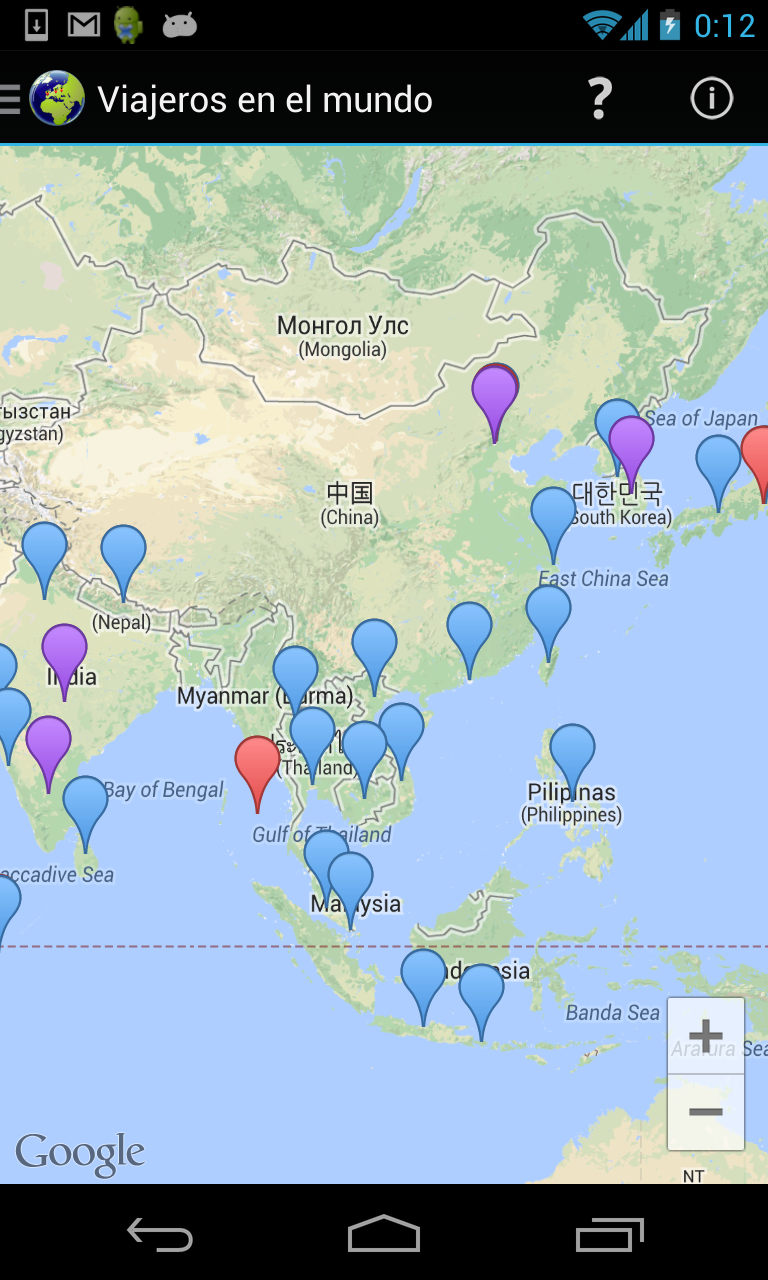 0:12
Viajeros en el mundo
Монгол Улс
(Mongolia)
ызстан
gyzstan)
Sea of Japan
中国
(China)
대한민국
South Korea)
East China Sea
(Nepal)
India
Myanmar (Burma)
(Thailand)
Bay of Bengal
Pilipinas
(Philippines)
Gulf of Thailand
accadive Sea
Malaysia
Indonesia
Banda Sea
Arafura Sea
Google
NT